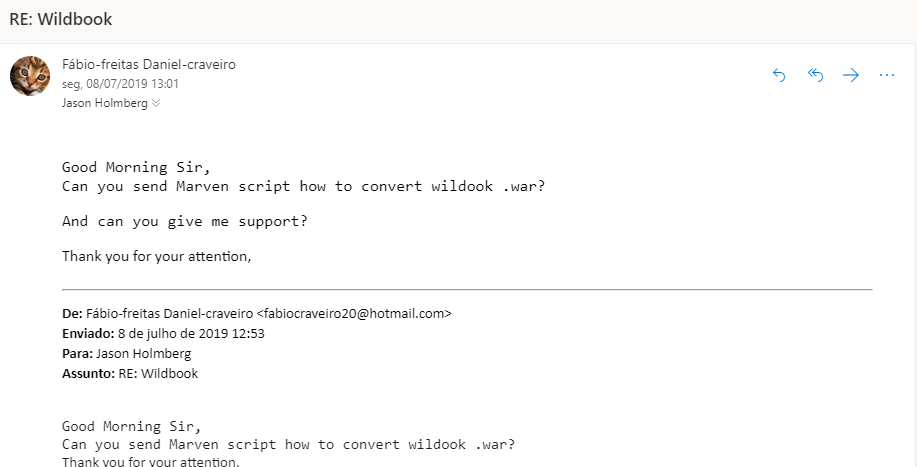 RE: Wildbook
Fábio-freitas Daniel-craveiro
seg, 08/07/2019 13:01
Jason Holmberg
Good Morning Sir,
Can you send Marven script how to convert wildook .war?
And can you give me support?
Thank you for your attention,
De: Fábio-freitas Daniel-craveiro <fabiocraveiro20@hotmail.com>
Enviado: 8 de julho de 2019 12:53
Para: Jason Holmberg
Assunto: RE: Wildbook
Good Morning Sir,
Can you send Marven script how to convert wildook .war?
Thank you for your attention.